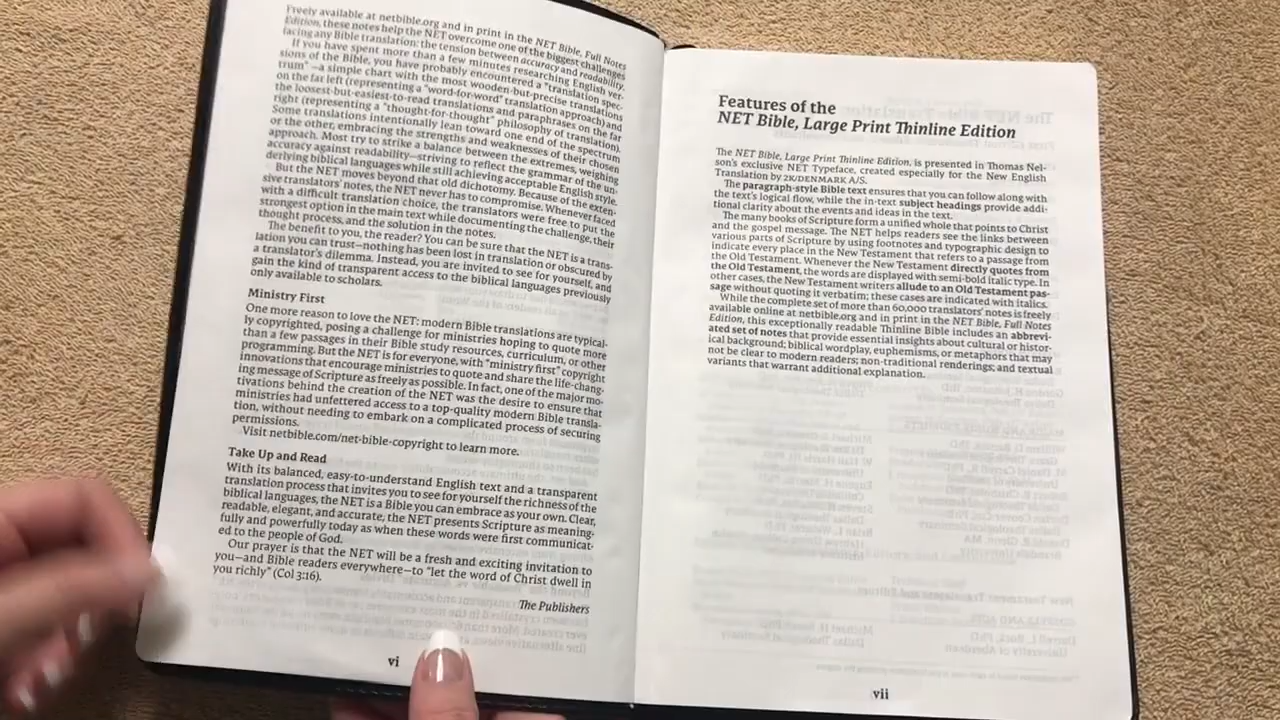 Freely available at netbible.org and in print in the NET Bible, Full Notes
Edition, these notes help the NET overcome one of the biggest challenges
facing any Bible translation: the tension between accuracy and readability.
If you have spent more than a few minutes researching English ver-
sions of the Bible, you have probably encountered a "translation spec-
trum"—a simple chart with the most wooden-but-precise translations
on the far left (representing a "word-for-word" translation approach) and
the loosest-but-easiest-to-read translations and paraphrases on the far
right (representing a "thought-for-thought" philosophy of translation).
Some translations intentionally lean toward one end of the spectrum
or the other, embracing the strengths and weaknesses of their chosen
approach. Most try to strike a balance between the extremes, weighing
accuracy against readability—striving to reflect the grammar of the un-
derlying biblical languages while still achieving acceptable English style.
But the NET moves beyond that old dichotomy. Because of the exten-
sive translators' notes, the NET never has to compromise. Whenever faced
with a difficult translation choice, the translators were free to put the
strongest option in the main text while documenting the challenge, their
thought process, and the solution in the notes.
The benefit to you, the reader? You can be sure that the NET is a trans-
lation you can trust—nothing has been lost in translation or obscured by
a translator's dilemma. Instead, you are invited to see for yourself, and
gain the kind of transparent access to the biblical languages previously
only available to scholars.
Ministry First
One more reason to love the NET: modern Bible translations are typical-
ly copyrighted, posing a challenge for ministries hoping to quote more
than a few passages in their Bible study resources, curriculum, or other
programming. But the NET is for everyone, with "ministry first" copyright
innovations that encourage ministries to quote and share the life-chang-
ing message of Scripture as freely as possible. In fact, one of the major mo-
tivations behind the creation of the NET was the desire to ensure that
ministries had unfettered access to a top-quality modern Bible transla-
tion, without needing to embark on a complicated process of securing
permissions.
Visit netbible.com/net-bible-copyright to learn more.
Take Up and Read
With its balanced, easy-to-understand English text and a transparent
translation process that invites you to see for yourself the richness of the
biblical languages, the NET is a Bible you can embrace as your own. Clear,
readable, elegant, and accurate, the NET presents Scripture as meaning-
fully and powerfully today as when these words were first communicat-
ed to the people of God.
Our prayer is that the NET will be a fresh and exciting invitation to
you—and Bible readers everywhere—to "let the word of Christ dwell in
you richly" (Col 3:16).
The Publishers
vi
Features of the
NET Bible, Large Print Thinline Edition
The NET Bible, Large Print Thinline Edition, is presented in Thomas Nel-
son's exclusive NET Typeface, created especially for the New English
Translation by 2K/DENMARK A/S.
The paragraph-style Bible text ensures that you can follow along with
the text's logical flow, while the in-text subject headings provide addi-
tional clarity about the events and ideas in the text.
The many books of Scripture form a unified whole that points to Christ
and the gospel message. The NET helps readers see the links between
various parts of Scripture by using footnotes and typographic design to
indicate every place in the New Testament that refers to a passage from
the Old Testament. Whenever the New Testament directly quotes from
the Old Testament, the words are displayed with semi-bold italic type. In
other cases, the New Testament writers allude to an Old Testament pas-
sage without quoting it verbatim; these cases are indicated with italics.
While the complete set of more than 60,000 translators' notes is freely
available online at netbible.org and in print in the NET Bible, Full Notes
Edition, this exceptionally readable Thinline Bible includes an abbrevi-
ated set of notes that provide essential insights about cultural or histor-
ical background; biblical wordplay, euphemisms, or metaphors that may
not be clear to modern readers; non-traditional renderings; and textual
variants that warrant additional explanation.
vii